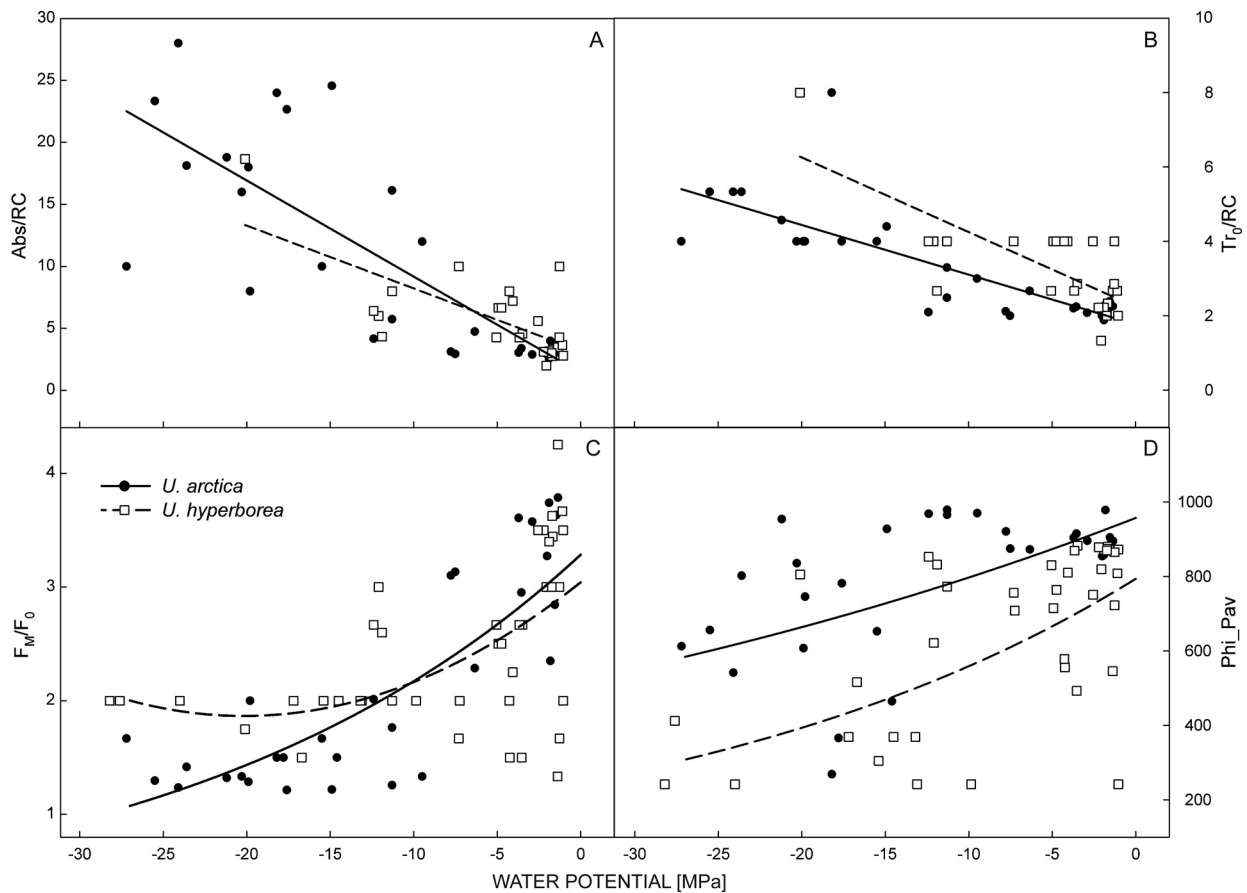 A
30
25
20
15
10
5
0
Abs/RC
B
10
8
6
4
2
0
Tr0/RC
C
U. arctica
U. hyperborea
4
3
2
1
FM/F0
-30 -25 -20 -15 -10 -5 0
D
1000
800
600
400
200
Phi_Pav
-30 -25 -20 -15 -10 -5 0
WATER POTENTIAL [MPa]